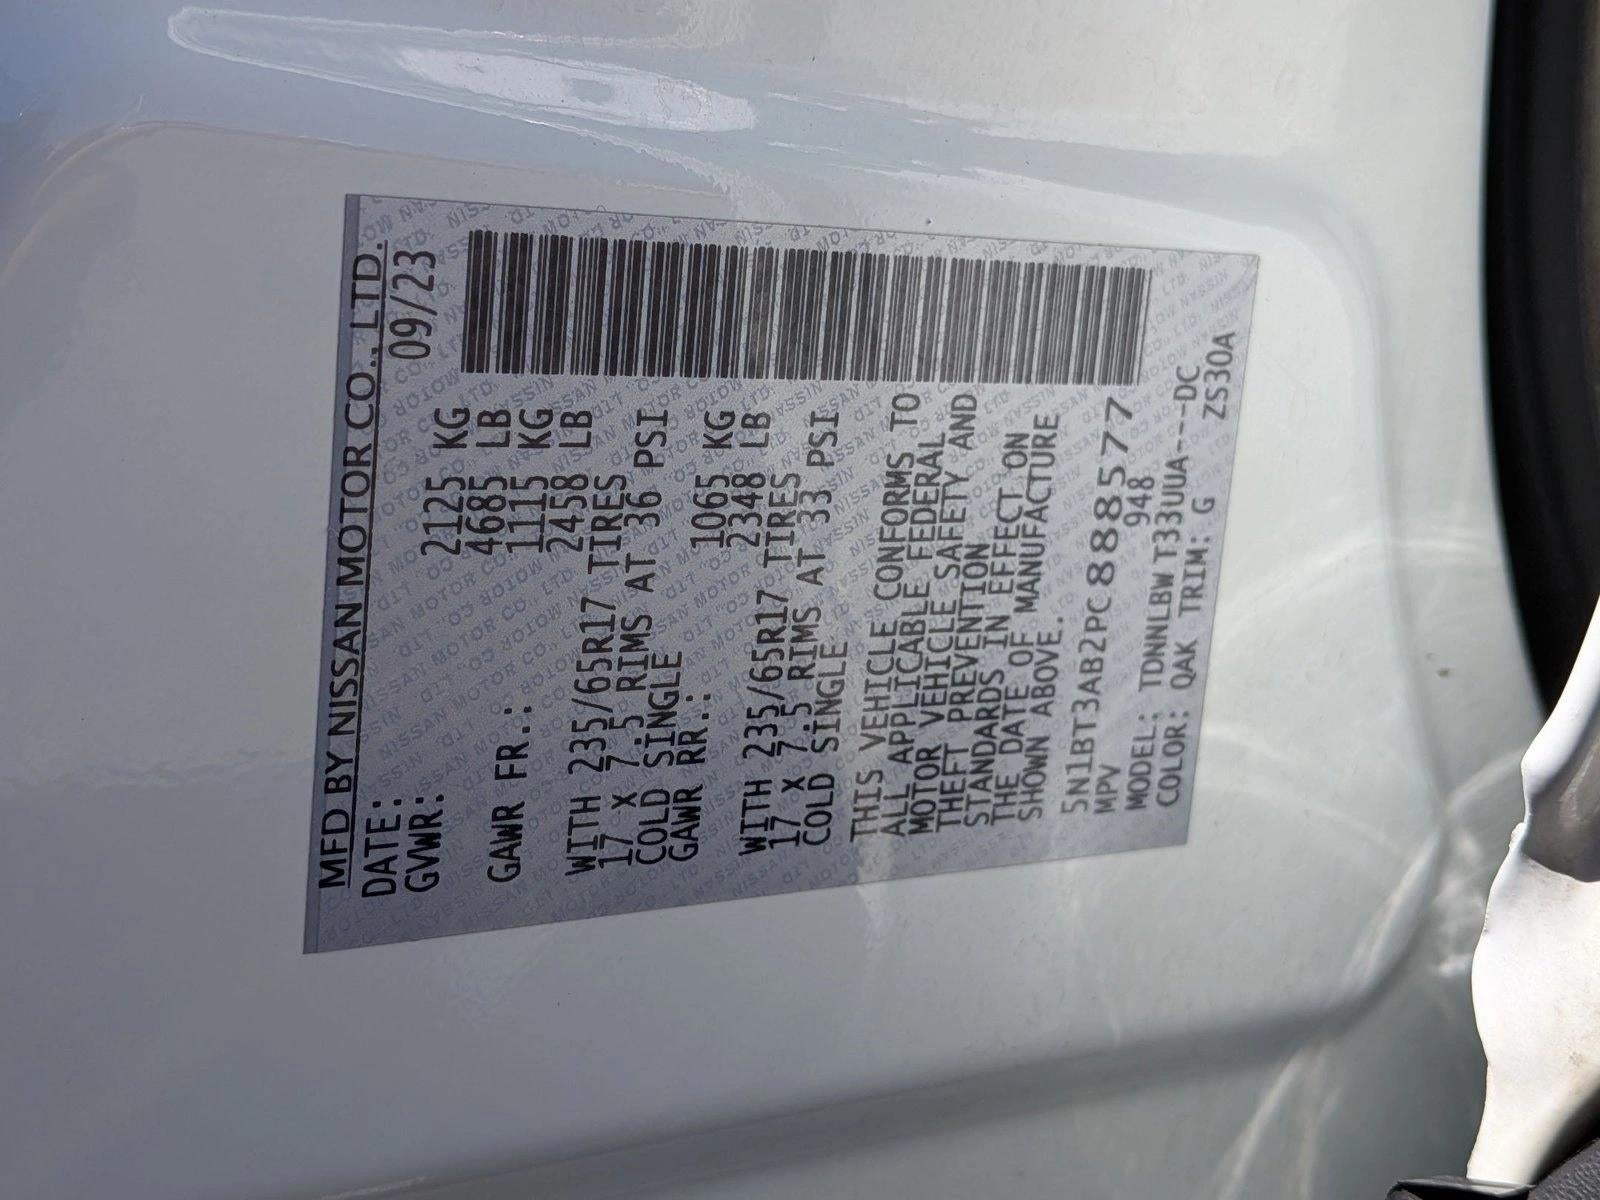 MFD BY NISSAN MOTOR CO., LTD.
DATE: 09/23
GVWR: 2125 KG
4685 LB
GAWR FR.: 1115 KG
2458 LB
WITH 235/65R17 TIRES
17 X 7.5 RIMS AT 36 PSI
COLD SINGLE
GAWR RR.: 1065 KG
2348 LB
WITH 235/65R17 TIRES
17 X 7.5 RIMS AT 33 PSI
COLD SINGLE
THIS VEHICLE CONFORMS TO
ALL APPLICABLE FEDERAL
MOTOR VEHICLE SAFETY AND
THEFT PREVENTION
STANDARDS IN EFFECT ON
THE DATE OF MANUFACTURE
SHOWN ABOVE.
5N1BT3AB2PC888577
MPV 948
MODEL: TDNNLBW T33UUA---DC
COLOR: QAK TRIM: G ZS30A